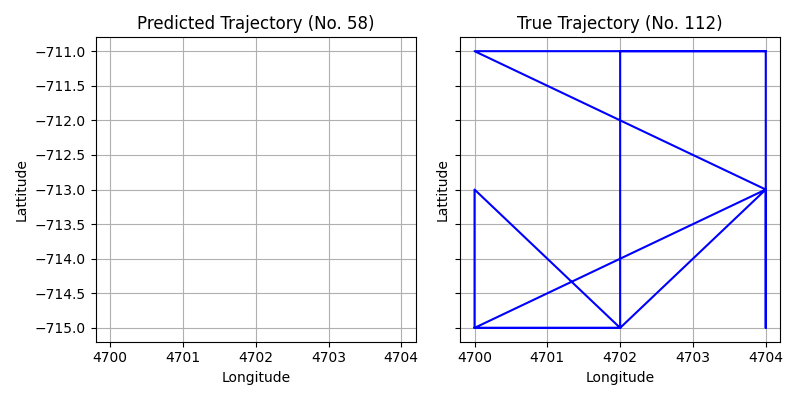 Predicted Trajectory (No. 58)
True Trajectory (No. 112)
−711.0
−711.5
−712.0
−712.5
−713.0
−713.5
−714.0
−714.5
−715.0
Lattitude
Lattitude
4700 4701 4702 4703 4704
4700 4701 4702 4703 4704
Longitude
Longitude